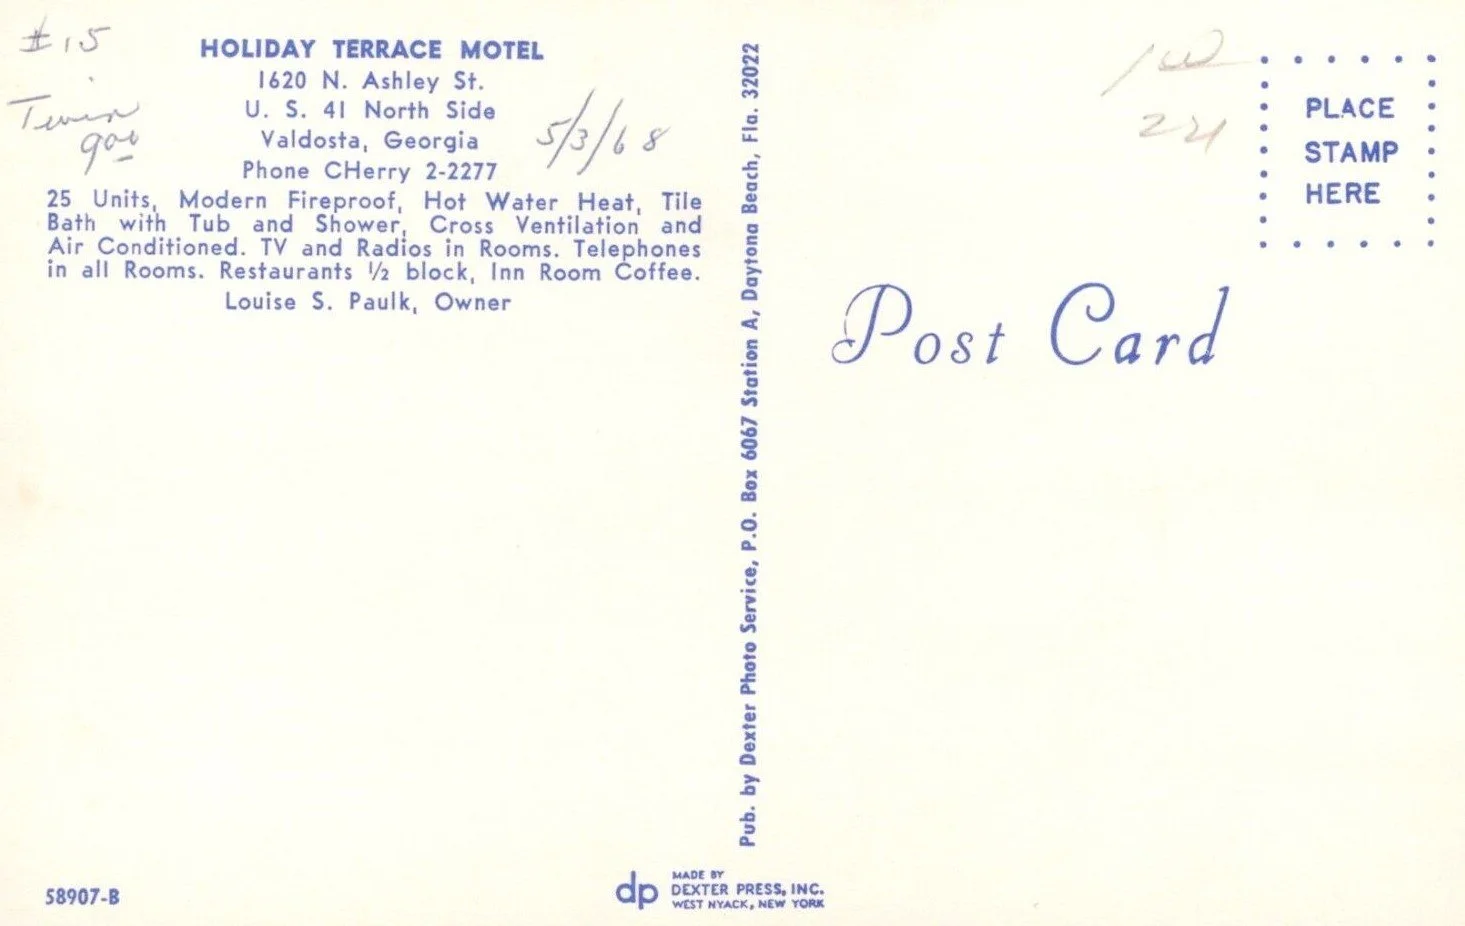 #15
Twin
9.00
HOLIDAY TERRACE MOTEL
1620 N. Ashley St.
U. S. 41 North Side
Valdosta, Georgia
Phone CHerry 2-2277
5/3/68
25 Units, Modern Fireproof, Hot Water Heat, Tile
Bath with Tub and Shower, Cross Ventilation and
Air Conditioned. TV and Radios in Rooms. Telephones
in all Rooms. Restaurants ½ block, Inn Room Coffee.
Louise S. Paulk, Owner
58907-B
Pub. by Dexter Photo Service, P.O. Box 6067 Station A, Daytona Beach, Fla. 32022
dp
MADE BY
DEXTER PRESS, INC.
WEST NYACK, NEW YORK
PLACE
STAMP
HERE
Post Card